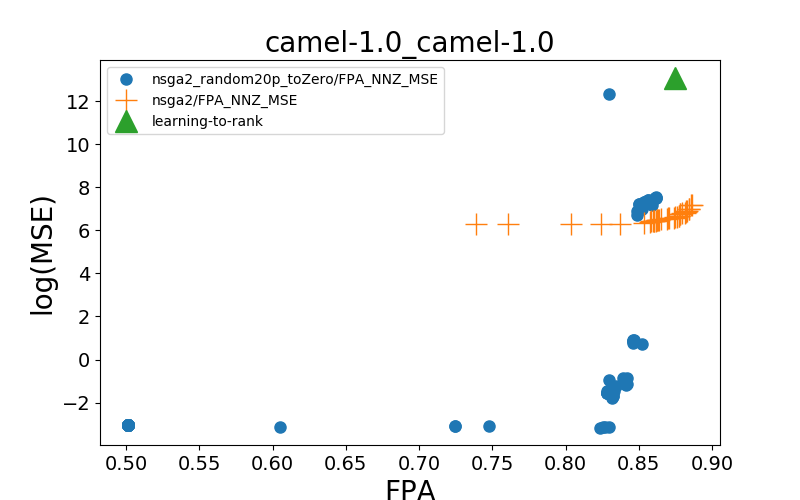 camel-1.0_camel-1.0
nsga2_random20p_toZero/FPA_NNZ_MSE
nsga2/FPA_NNZ_MSE
learning-to-rank
log(MSE)
12
10
8
6
4
2
0
−2
0.50 0.55 0.60 0.65 0.70 0.75 0.80 0.85 0.90
FPA